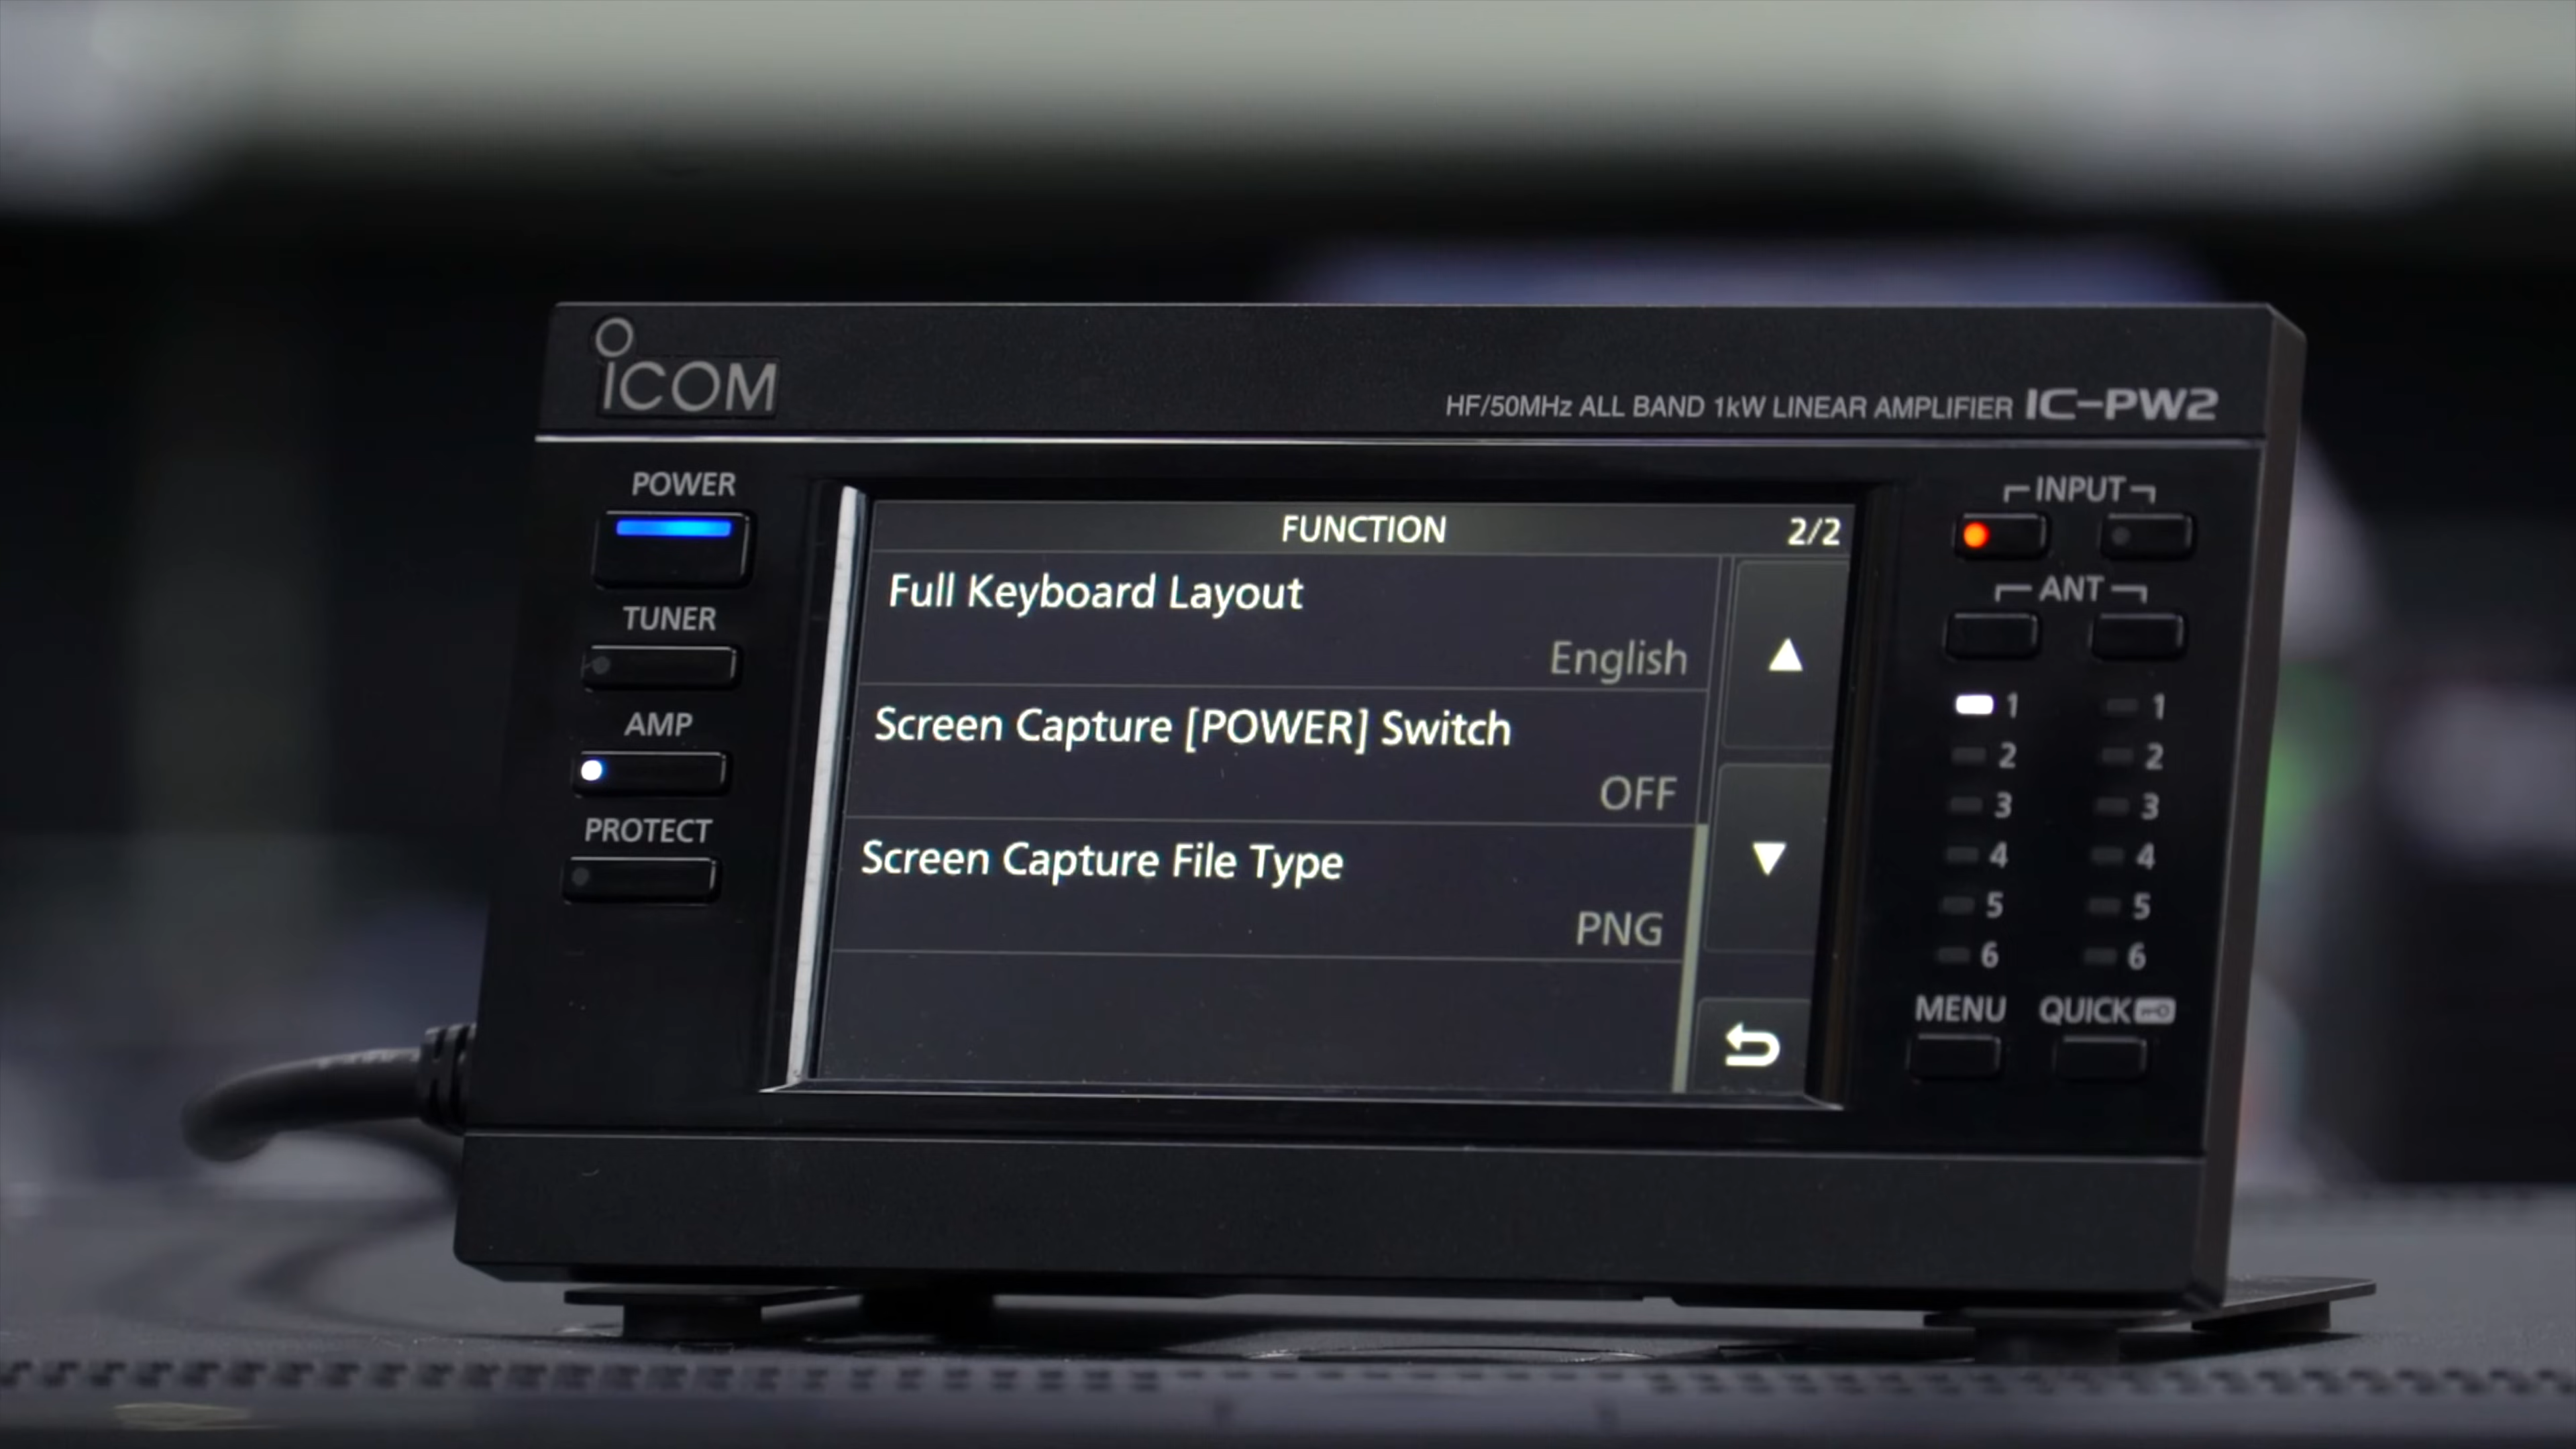 ICOM
HF/50MHz ALL BAND 1kW LINEAR AMPLIFIER IC-PW2
POWER
TUNER
AMP
PROTECT
FUNCTION 2/2
Full Keyboard Layout
English
Screen Capture [POWER] Switch
OFF
Screen Capture File Type
PNG
INPUT
ANT
1 1
2 2
3 3
4 4
5 5
6 6
MENU QUICK